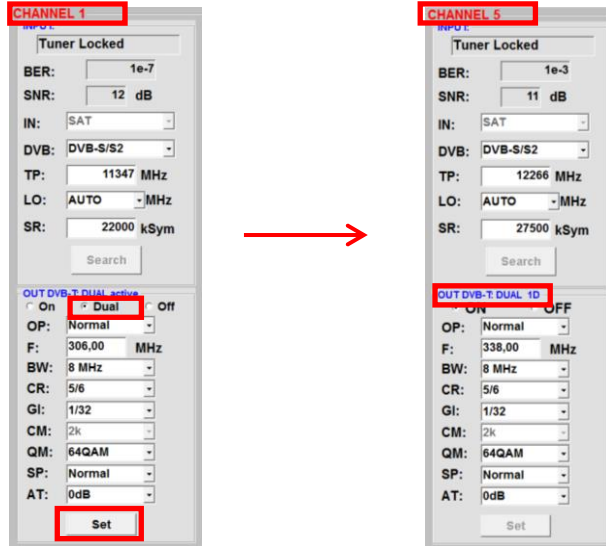 CHANNEL 1
INPUT:
Tuner Locked
BER: 1e-7
SNR: 12 dB
IN: SAT
DVB: DVB-S/S2
TP: 11347 MHz
LO: AUTO MHz
SR: 22000 kSym
Search
OUT DVB-T: DUAL active
On Dual Off
OP: Normal
F: 306,00 MHz
BW: 8 MHz
CR: 5/6
GI: 1/32
CM: 2k
QM: 64QAM
SP: Normal
AT: 0dB
Set
CHANNEL 5
INPUT:
Tuner Locked
BER: 1e-3
SNR: 11 dB
IN: SAT
DVB: DVB-S/S2
TP: 12266 MHz
LO: AUTO MHz
SR: 27500 kSym
Search
OUT DVB-T: DUAL 1D
ON OFF
OP: Normal
F: 338,00 MHz
BW: 8 MHz
CR: 5/6
GI: 1/32
CM: 2k
QM: 64QAM
SP: Normal
AT: 0dB
Set